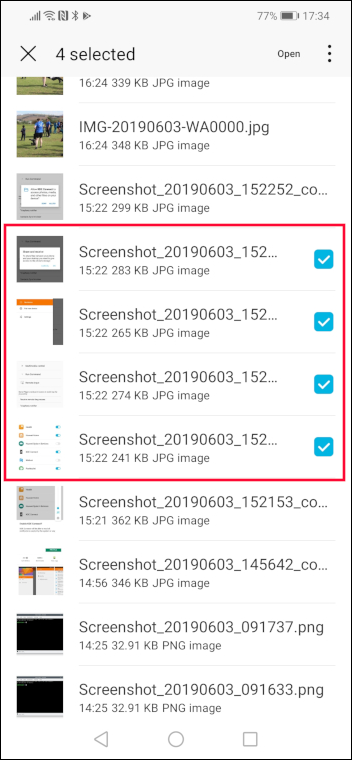 77% 17:34
4 selected Open
16:24 339 KB JPG image
IMG-20190603-WA0000.jpg
16:24 348 KB JPG image
Screenshot_20190603_152252_co...
15:22 299 KB JPG image
Screenshot_20190603_152...
15:22 283 KB JPG image
Screenshot_20190603_152...
15:22 265 KB JPG image
Screenshot_20190603_152...
15:22 274 KB JPG image
Screenshot_20190603_152...
15:22 241 KB JPG image
Screenshot_20190603_152153_co...
15:21 362 KB JPG image
Screenshot_20190603_145642_co...
14:56 346 KB JPG image
Screenshot_20190603_091737.png
14:25 32.91 KB PNG image
Screenshot_20190603_091633.png
14:25 32.91 KB PNG image